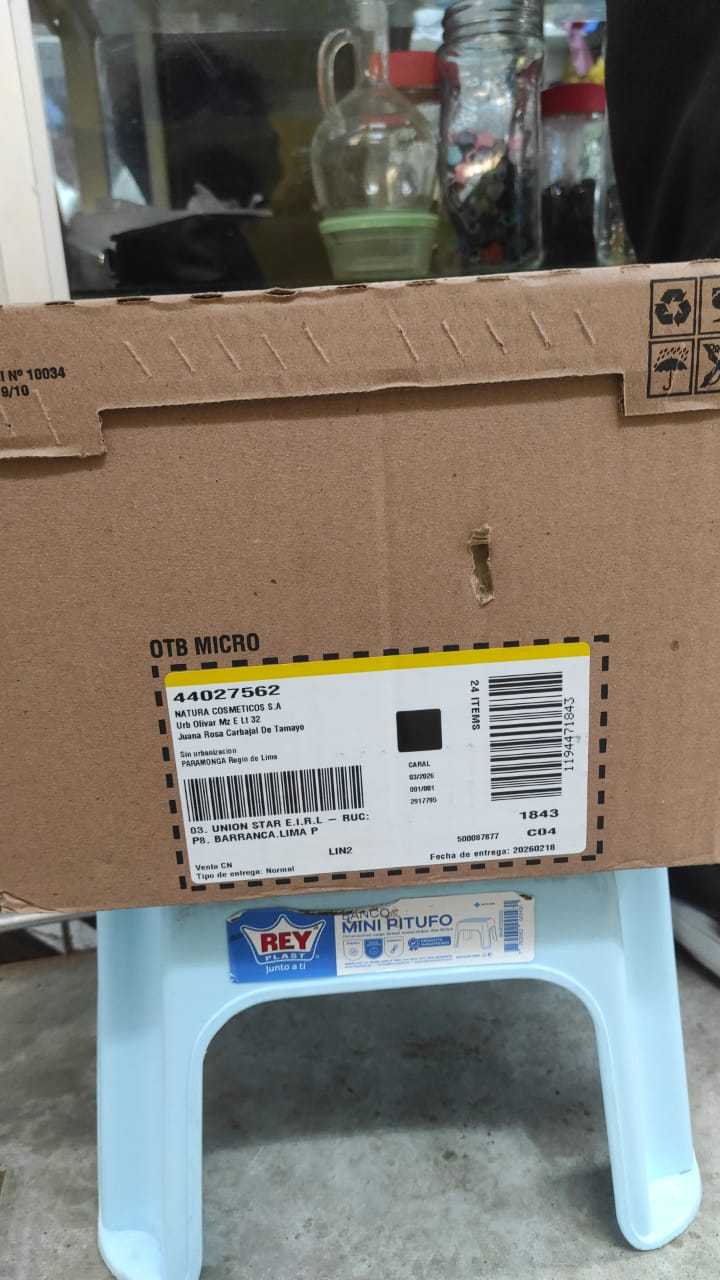 I Nº 10034
9/10
OTB MICRO
44027562
NATURA COSMETICOS S.A
Urb Olivar Mz E Lt 32
Juana Rosa Carbajal De Tamayo
Sin urbanizacion
PARAMONGA Regio de Lima
24 ITEMS
1194471843
CARAL
03/2026
001/001
2917795
03. UNION STAR E.I.R.L - RUC:
P8. BARRANCA.LIMA P
LIN2
1843
500087877
C04
Venta CN
Tipo de entrega: Normal
Fecha de entrega: 20260218
REY
PLAST
junto a ti
BANCO
MINI PITUFO